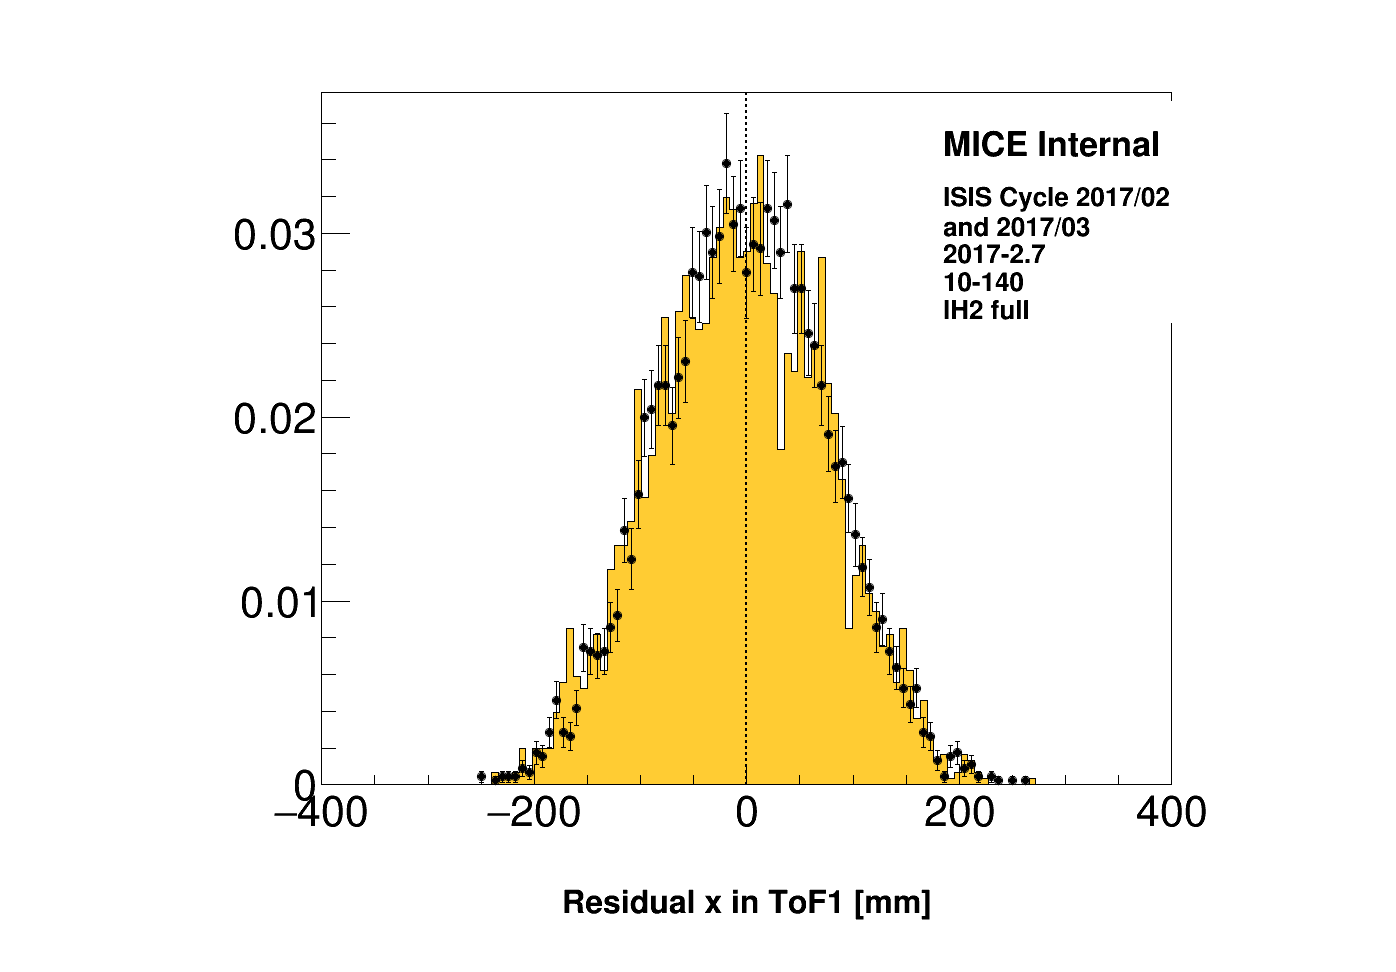 MICE Internal
ISIS Cycle 2017/02
and 2017/03
2017-2.7
10-140
lH2 full
0.03
0.02
0.01
0
−400 −200 0 200 400
Residual x in ToF1 [mm]